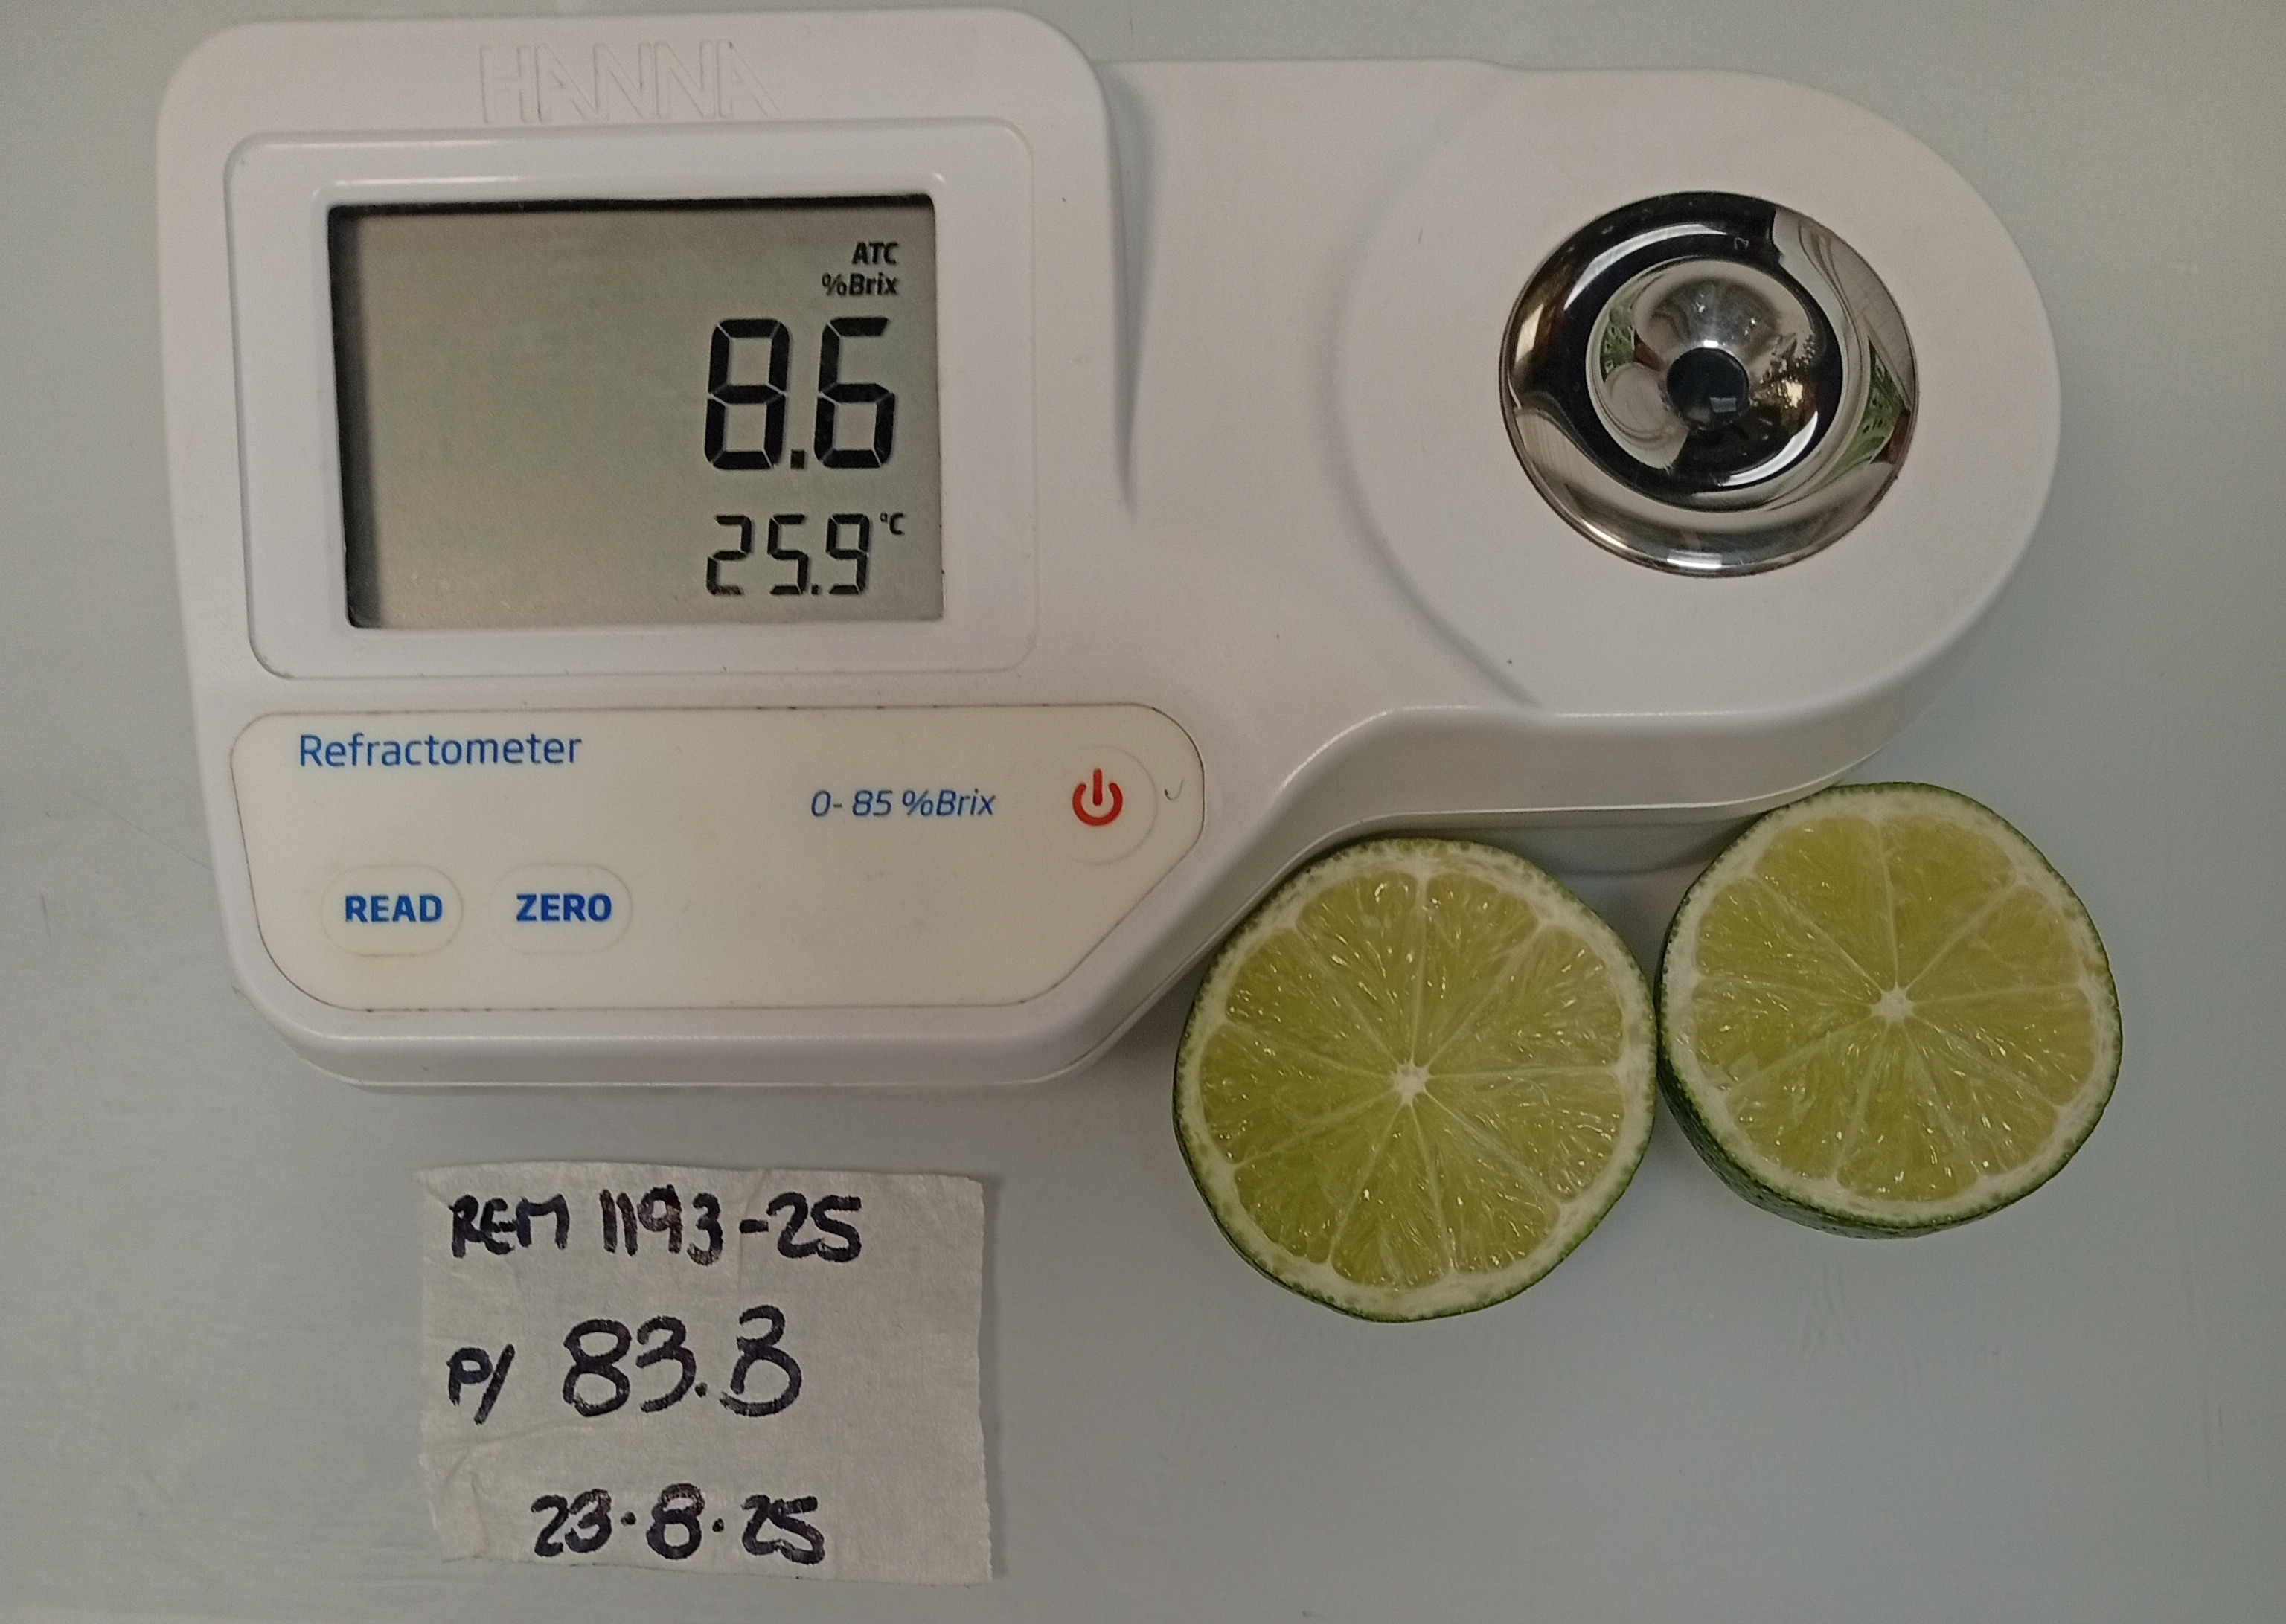 HANNA
ATC
%Brix
8.6
25.9 °C
Refractometer
0-85 %Brix
READ
ZERO
REM 1193-25
P/ 83.3
23.8.25